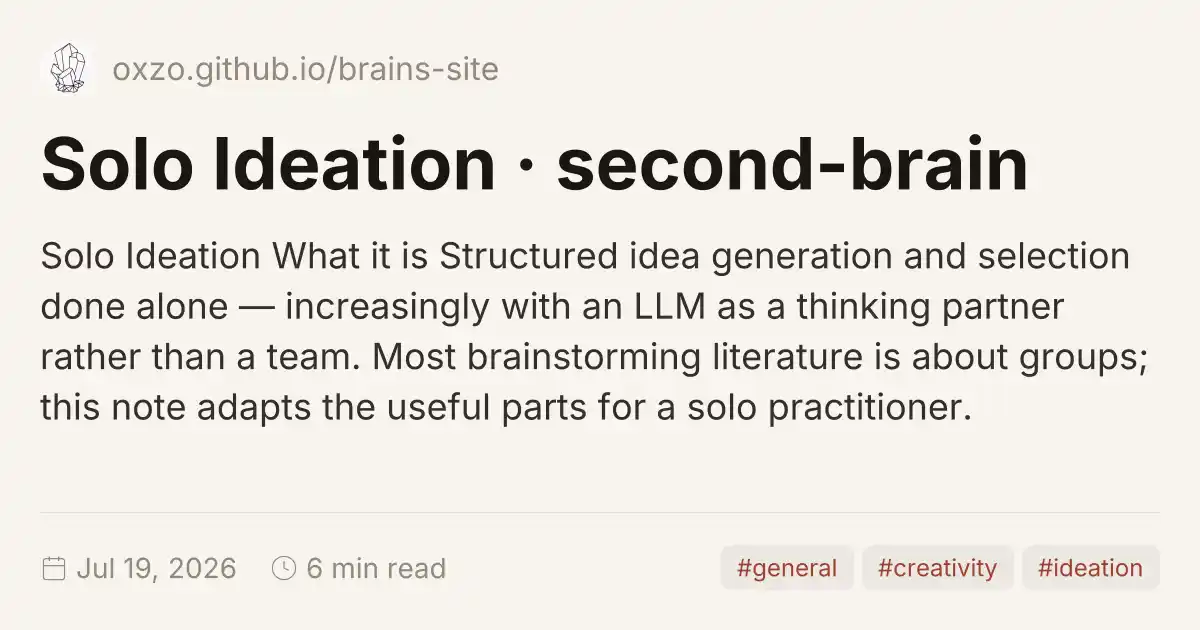 oxzo.github.io/brains-site
Solo Ideation · second-brain
Solo Ideation What it is Structured idea generation and selection
done alone — increasingly with an LLM as a thinking partner
rather than a team. Most brainstorming literature is about groups;
this note adapts the useful parts for a solo practitioner.
Jul 19, 2026 6 min read #general #creativity #ideation